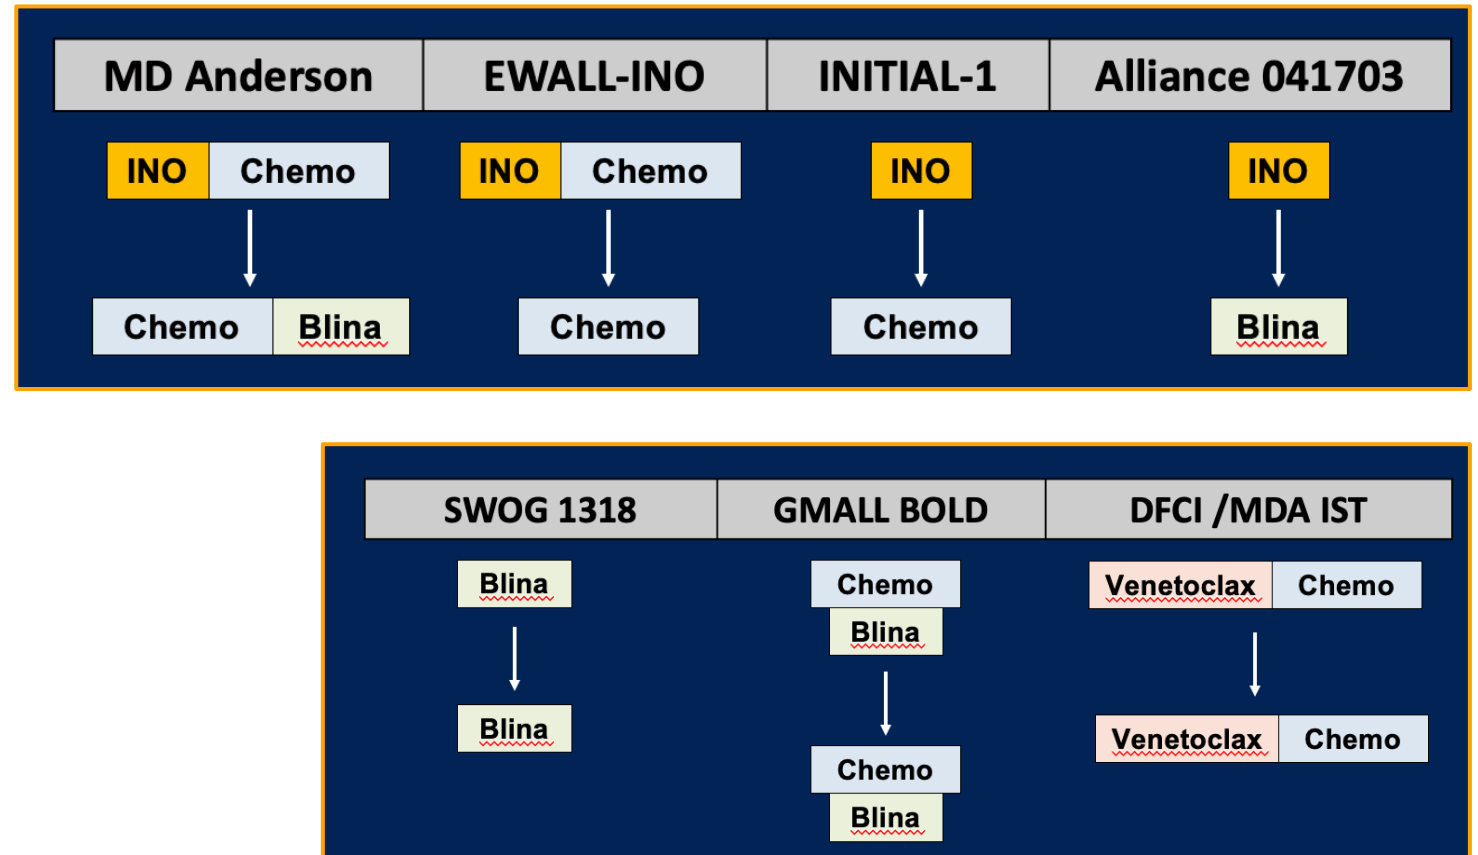 MD Anderson EWALL-INO INITIAL-1 Alliance 041703
INO Chemo INO Chemo INO INO
Chemo Blina Chemo Chemo Blina
SWOG 1318 GMALL BOLD DFCI /MDA IST
Blina Chemo Venetoclax Chemo
Blina
Blina Chemo Venetoclax Chemo
Blina